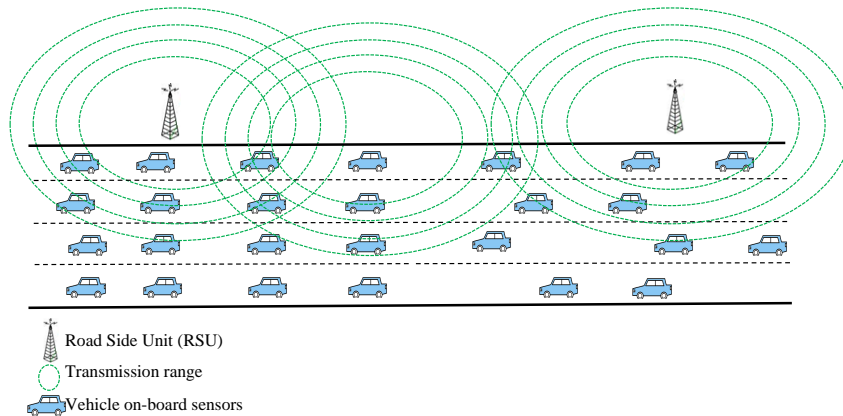 Road Side Unit (RSU)
Transmission range
Vehicle on-board sensors